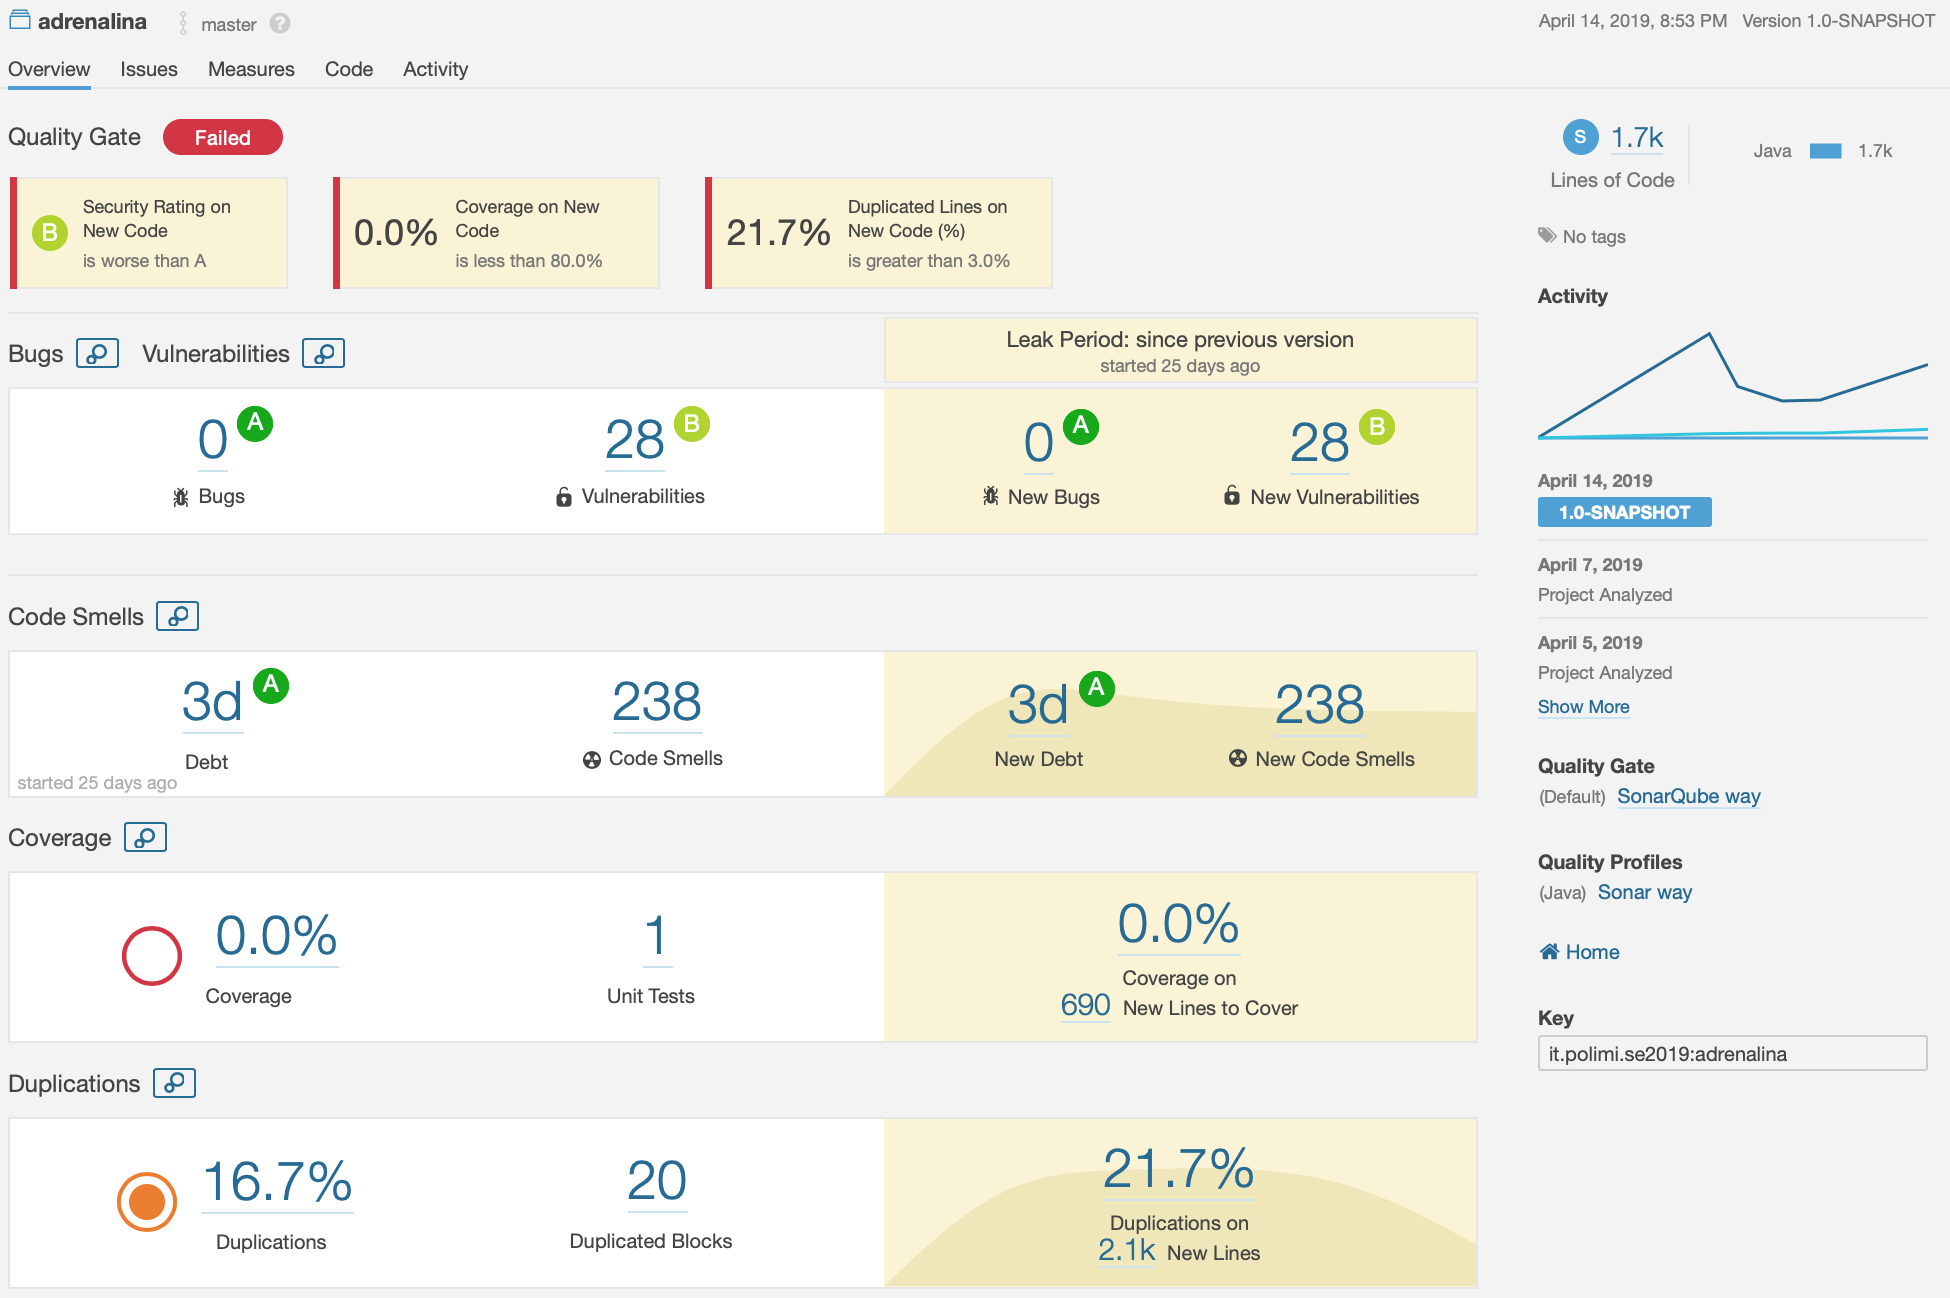 adrenalina master ?
April 14, 2019, 8:53 PM Version 1.0-SNAPSHOT
Overview Issues Measures Code Activity
Quality Gate Failed
B
Security Rating on
New Code
is worse than A
0.0%
Coverage on New
Code
is less than 80.0%
21.7%
Duplicated Lines on
New Code (%)
is greater than 3.0%
Bugs Vulnerabilities
Leak Period: since previous version
started 25 days ago
0 A
Bugs
28 B
Vulnerabilities
0 A
New Bugs
28 B
New Vulnerabilities
Code Smells
3d A
Debt
238
Code Smells
started 25 days ago
3d A
New Debt
238
New Code Smells
Coverage
0.0%
Coverage
1
Unit Tests
0.0%
Coverage on
690 New Lines to Cover
Duplications
16.7%
Duplications
20
Duplicated Blocks
21.7%
Duplications on
2.1k New Lines
S 1.7k
Lines of Code
Java 1.7k
No tags
Activity
April 14, 2019
1.0-SNAPSHOT
April 7, 2019
Project Analyzed
April 5, 2019
Project Analyzed
Show More
Quality Gate
(Default) SonarQube way
Quality Profiles
(Java) Sonar way
Home
Key
it.polimi.se2019:adrenalina